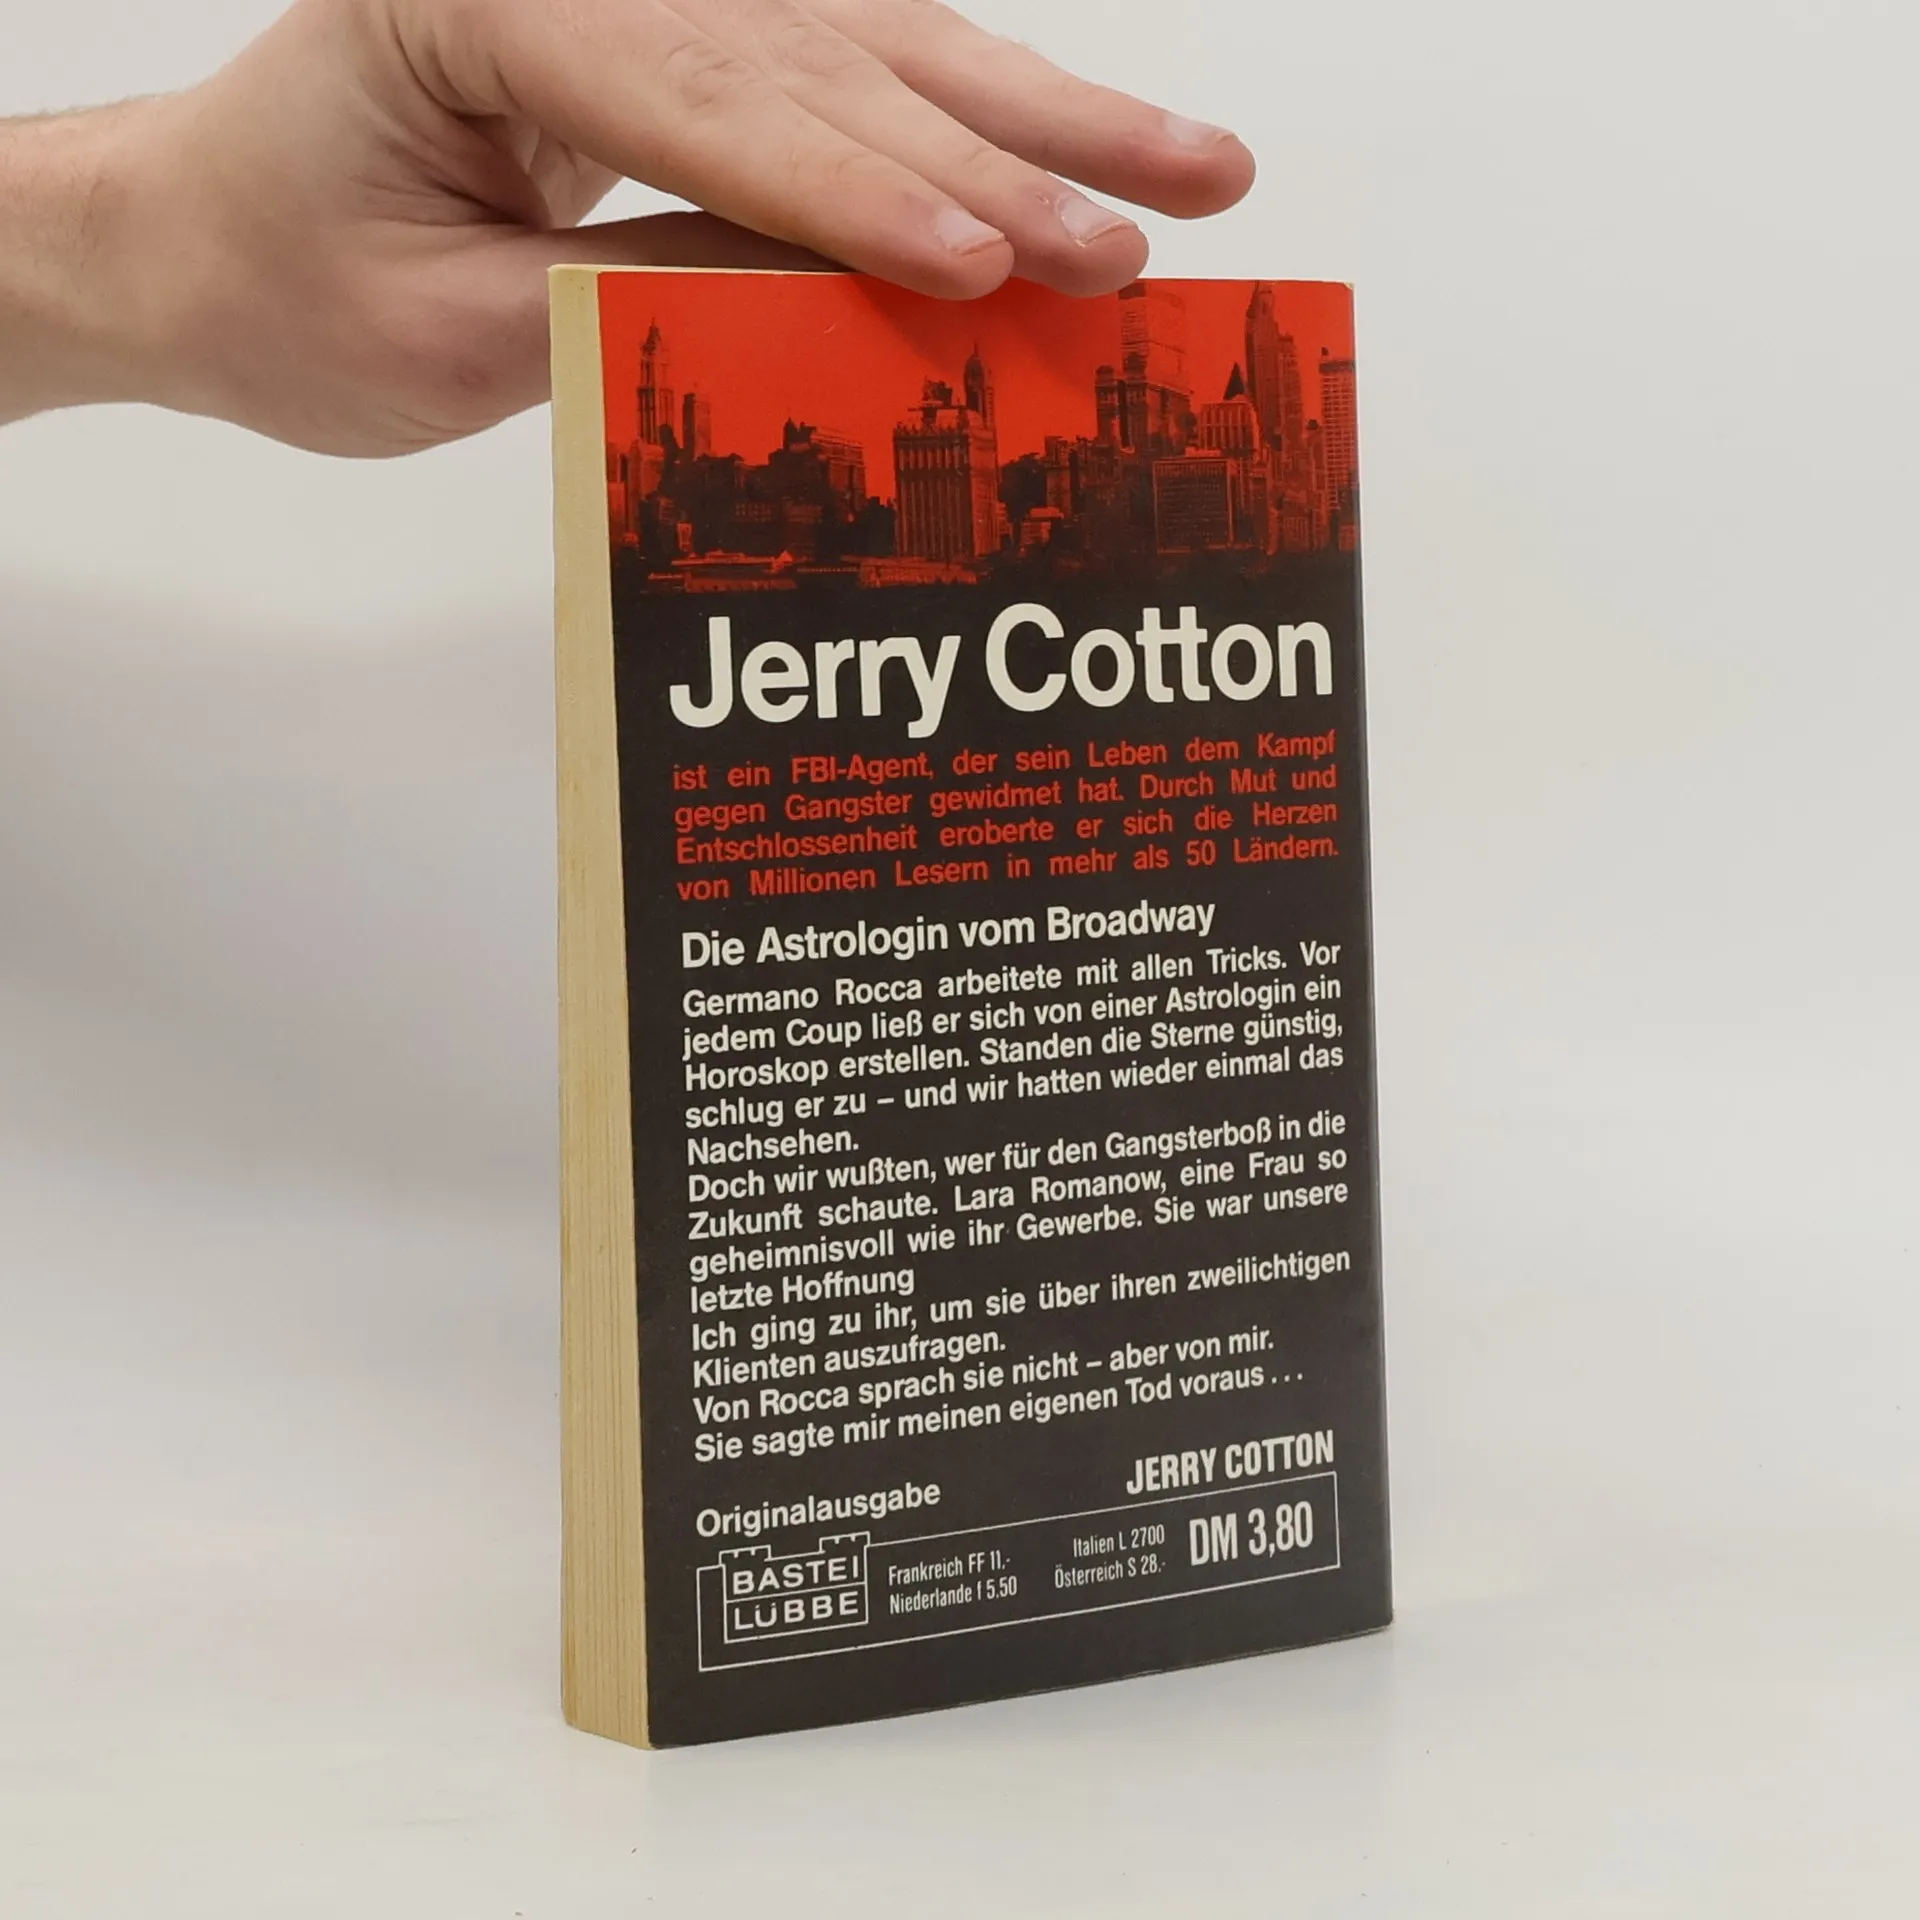 Jerry Cotton
ist ein FBI-Agent, der sein Leben dem Kampf
gegen Gangster gewidmet hat. Durch Mut und
Entschlossenheit eroberte er sich die Herzen
von Millionen Lesern in mehr als 50 Ländern.
Die Astrologin vom Broadway
Germano Rocca arbeitete mit allen Tricks. Vor
jedem Coup ließ er sich von einer Astrologin ein
Horoskop erstellen. Standen die Sterne günstig,
schlug er zu – und wir hatten wieder einmal das
Nachsehen.
Doch wir wußten, wer für den Gangsterboß in die
Zukunft schaute. Lara Romanow, eine Frau so
geheimnisvoll wie ihr Gewerbe. Sie war unsere
letzte Hoffnung
Ich ging zu ihr, um sie über ihren zweilichtigen
Klienten auszufragen.
Von Rocca sprach sie nicht – aber von mir.
Sie sagte mir meinen eigenen Tod voraus...
Originalausgabe
JERRY COTTON
BASTEI
LÜBBE
Frankreich FF 11.-
Niederlande f 5.50
Italien L 2700
Österreich S 28.-
DM 3,80